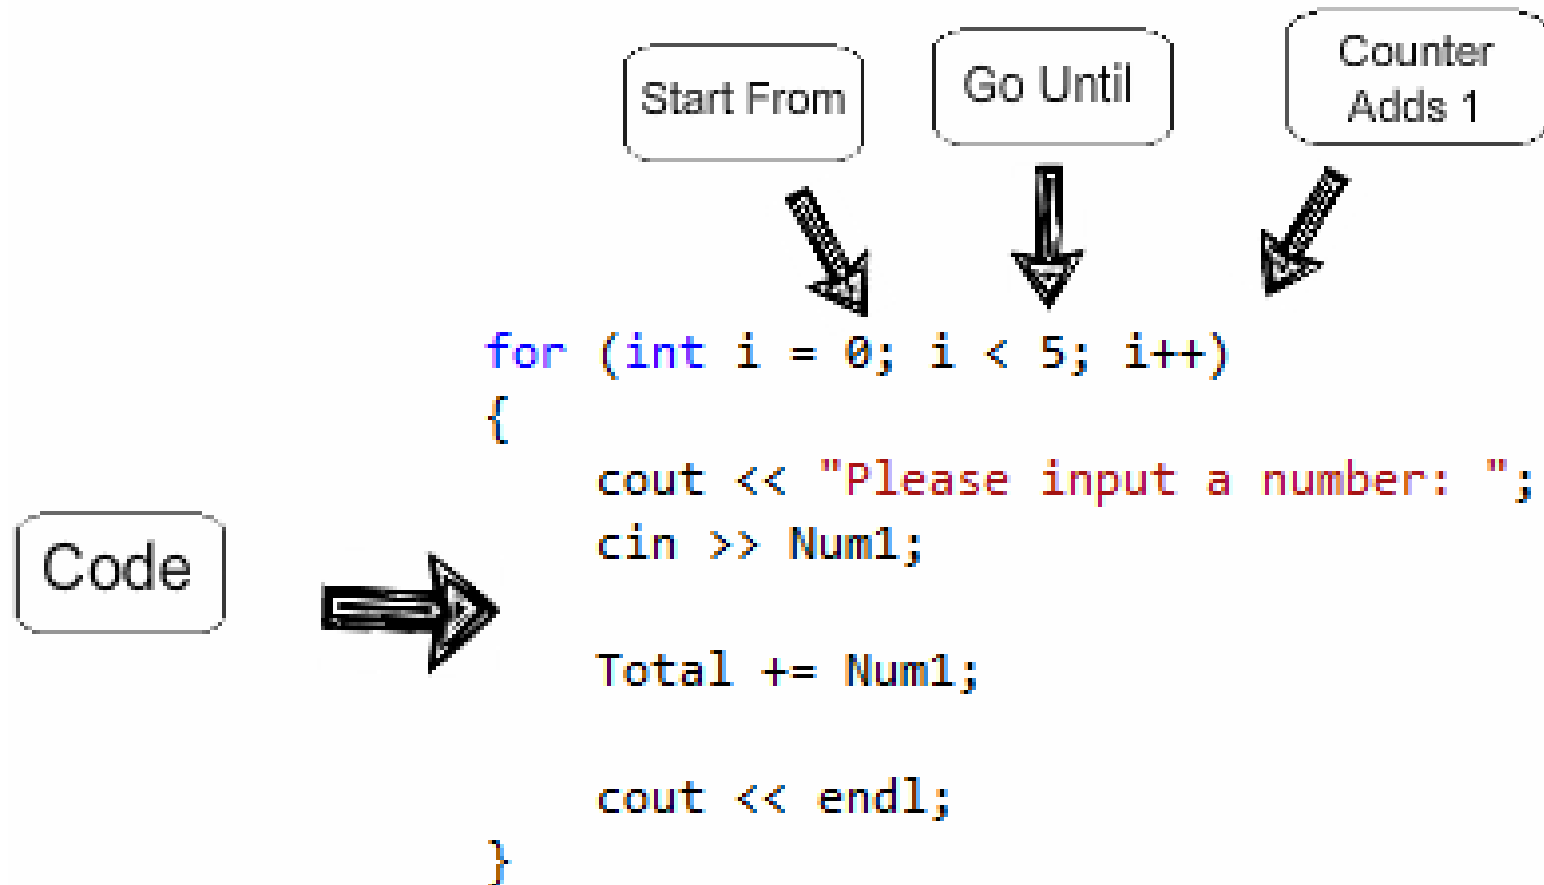 Start From
Go Until
Counter
Adds 1
for (int i = 0; i < 5; i++)
{
cout << "Please input a number: ";
cin >> Num1;
Code
Total += Num1;
cout << endl;
}